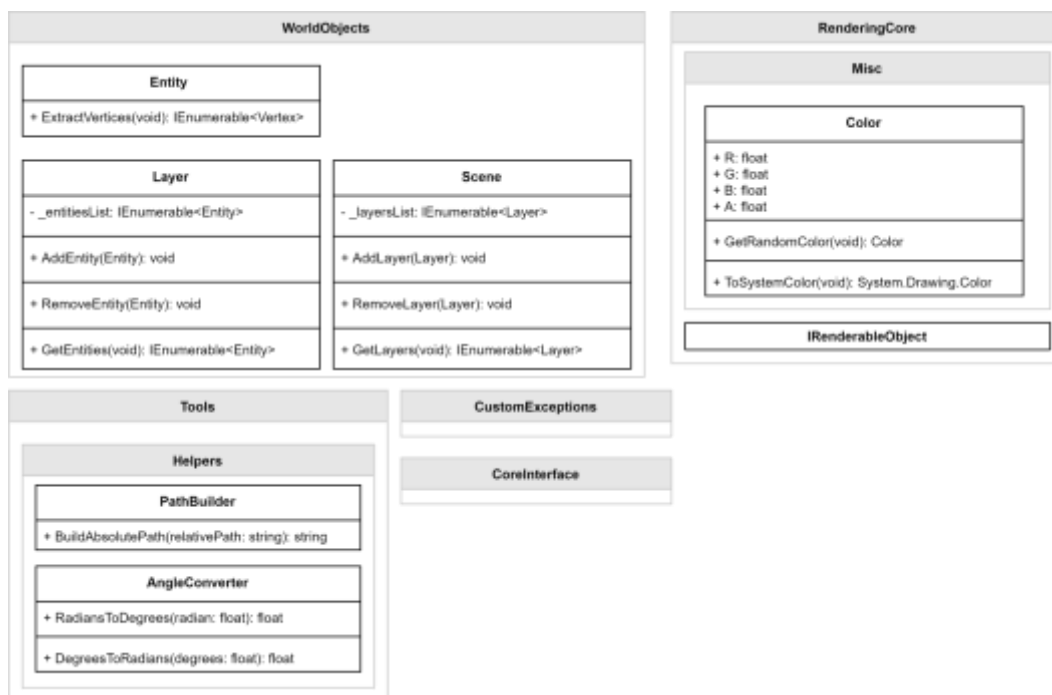 WorldObjects
Entity
+ ExtractVertices(void): IEnumerable<Vertex>
Layer
- _entitiesList: IEnumerable<Entity>
+ AddEntity(Entity): void
+ RemoveEntity(Entity): void
+ GetEntities(void): IEnumerable<Entity>
Scene
- _layersList: IEnumerable<Layer>
+ AddLayer(Layer): void
+ RemoveLayer(Layer): void
+ GetLayers(void): IEnumerable<Layer>
RenderingCore
Misc
Color
+ R: float
+ G: float
+ B: float
+ A: float
+ GetRandomColor(void): Color
+ ToSystemColor(void): System.Drawing.Color
IRenderableObject
Tools
Helpers
PathBuilder
+ BuildAbsolutePath(relativePath: string): string
AngleConverter
+ RadiansToDegrees(radian: float): float
+ DegreesToRadians(degrees: float): float
CustomExceptions
CoreInterface